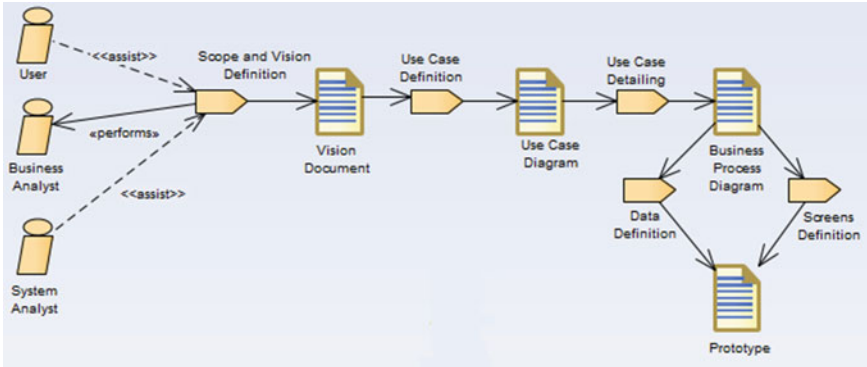 User
<<assist>>
Scope and Vision
Definition
Use Case
Definition
Use Case
Detailing
Business
Analyst
«performs»
Vision
Document
Use Case
Diagram
Business
Process
Diagram
<<assist>>
Data
Definition
Screens
Definition
System
Analyst
Prototype